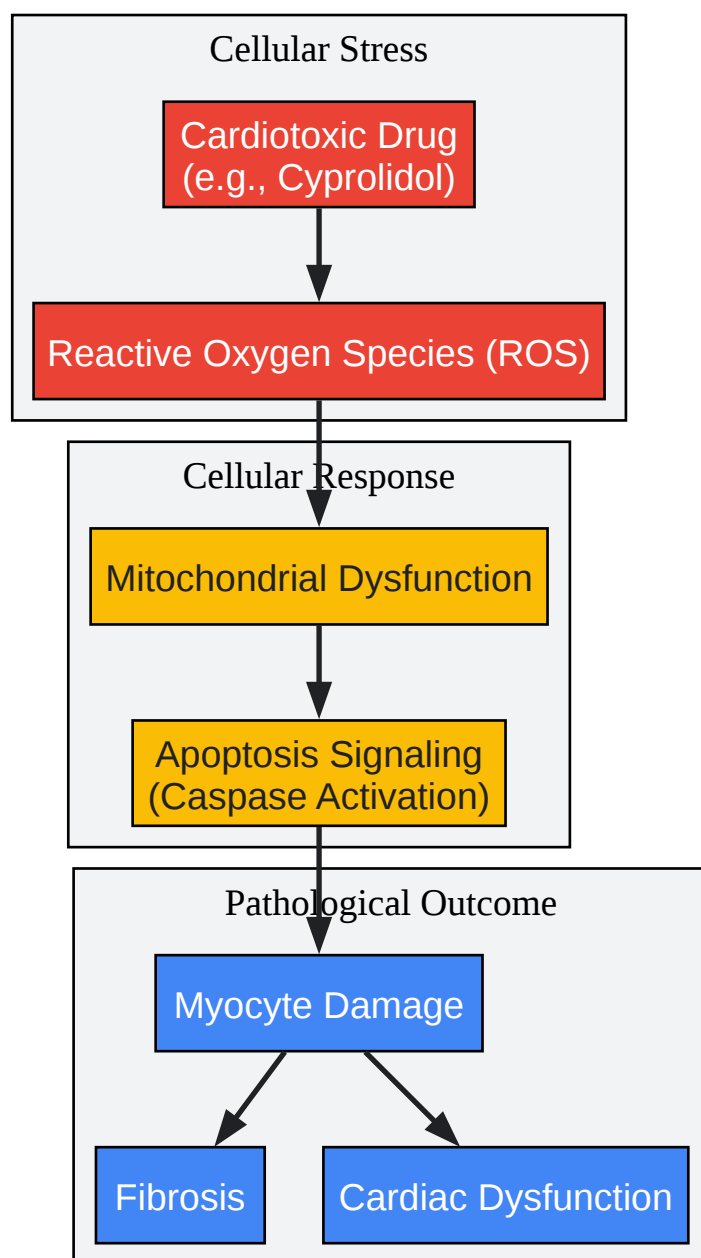 Cellular Stress
Cardiotoxic Drug
(e.g., Cyprolidol)
Reactive Oxygen Species (ROS)
Cellular Response
Mitochondrial Dysfunction
Apoptosis Signaling
(Caspase Activation)
Pathological Outcome
Myocyte Damage
Fibrosis
Cardiac Dysfunction